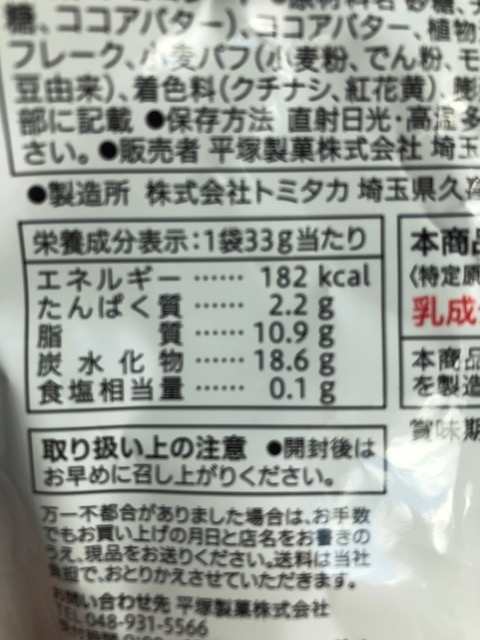 糖、ココアバター)、ココアバター、植物
フレーク、小麦パフ(小麦粉、でん粉、モ
豆由来)、着色料(クチナシ、紅花黄)、膨
部に記載 ●保存方法 直射日光・高温多
さい。●販売者 平塚製菓株式会社 埼玉
●製造所 株式会社トミタカ 埼玉県久喜
栄養成分表示:1袋33g当たり
エネルギー …… 182 kcal
たんぱく質 …… 2.2 g
脂質 …… 10.9 g
炭水化物 …… 18.6 g
食塩相当量 …… 0.1 g
本商品
〈特定原
乳成
本商品
を製造
賞味期
取り扱い上の注意 ●開封後は
お早めに召し上がりください。
万一不都合がありました場合は、お手数
でもお買い上げの月日と店名をお書きの
うえ、現品をお送りください。送料は当社
負担で、おとりかえさせていただきます。
お問い合わせ先 平塚製菓株式会社
TEL 048-931-5566